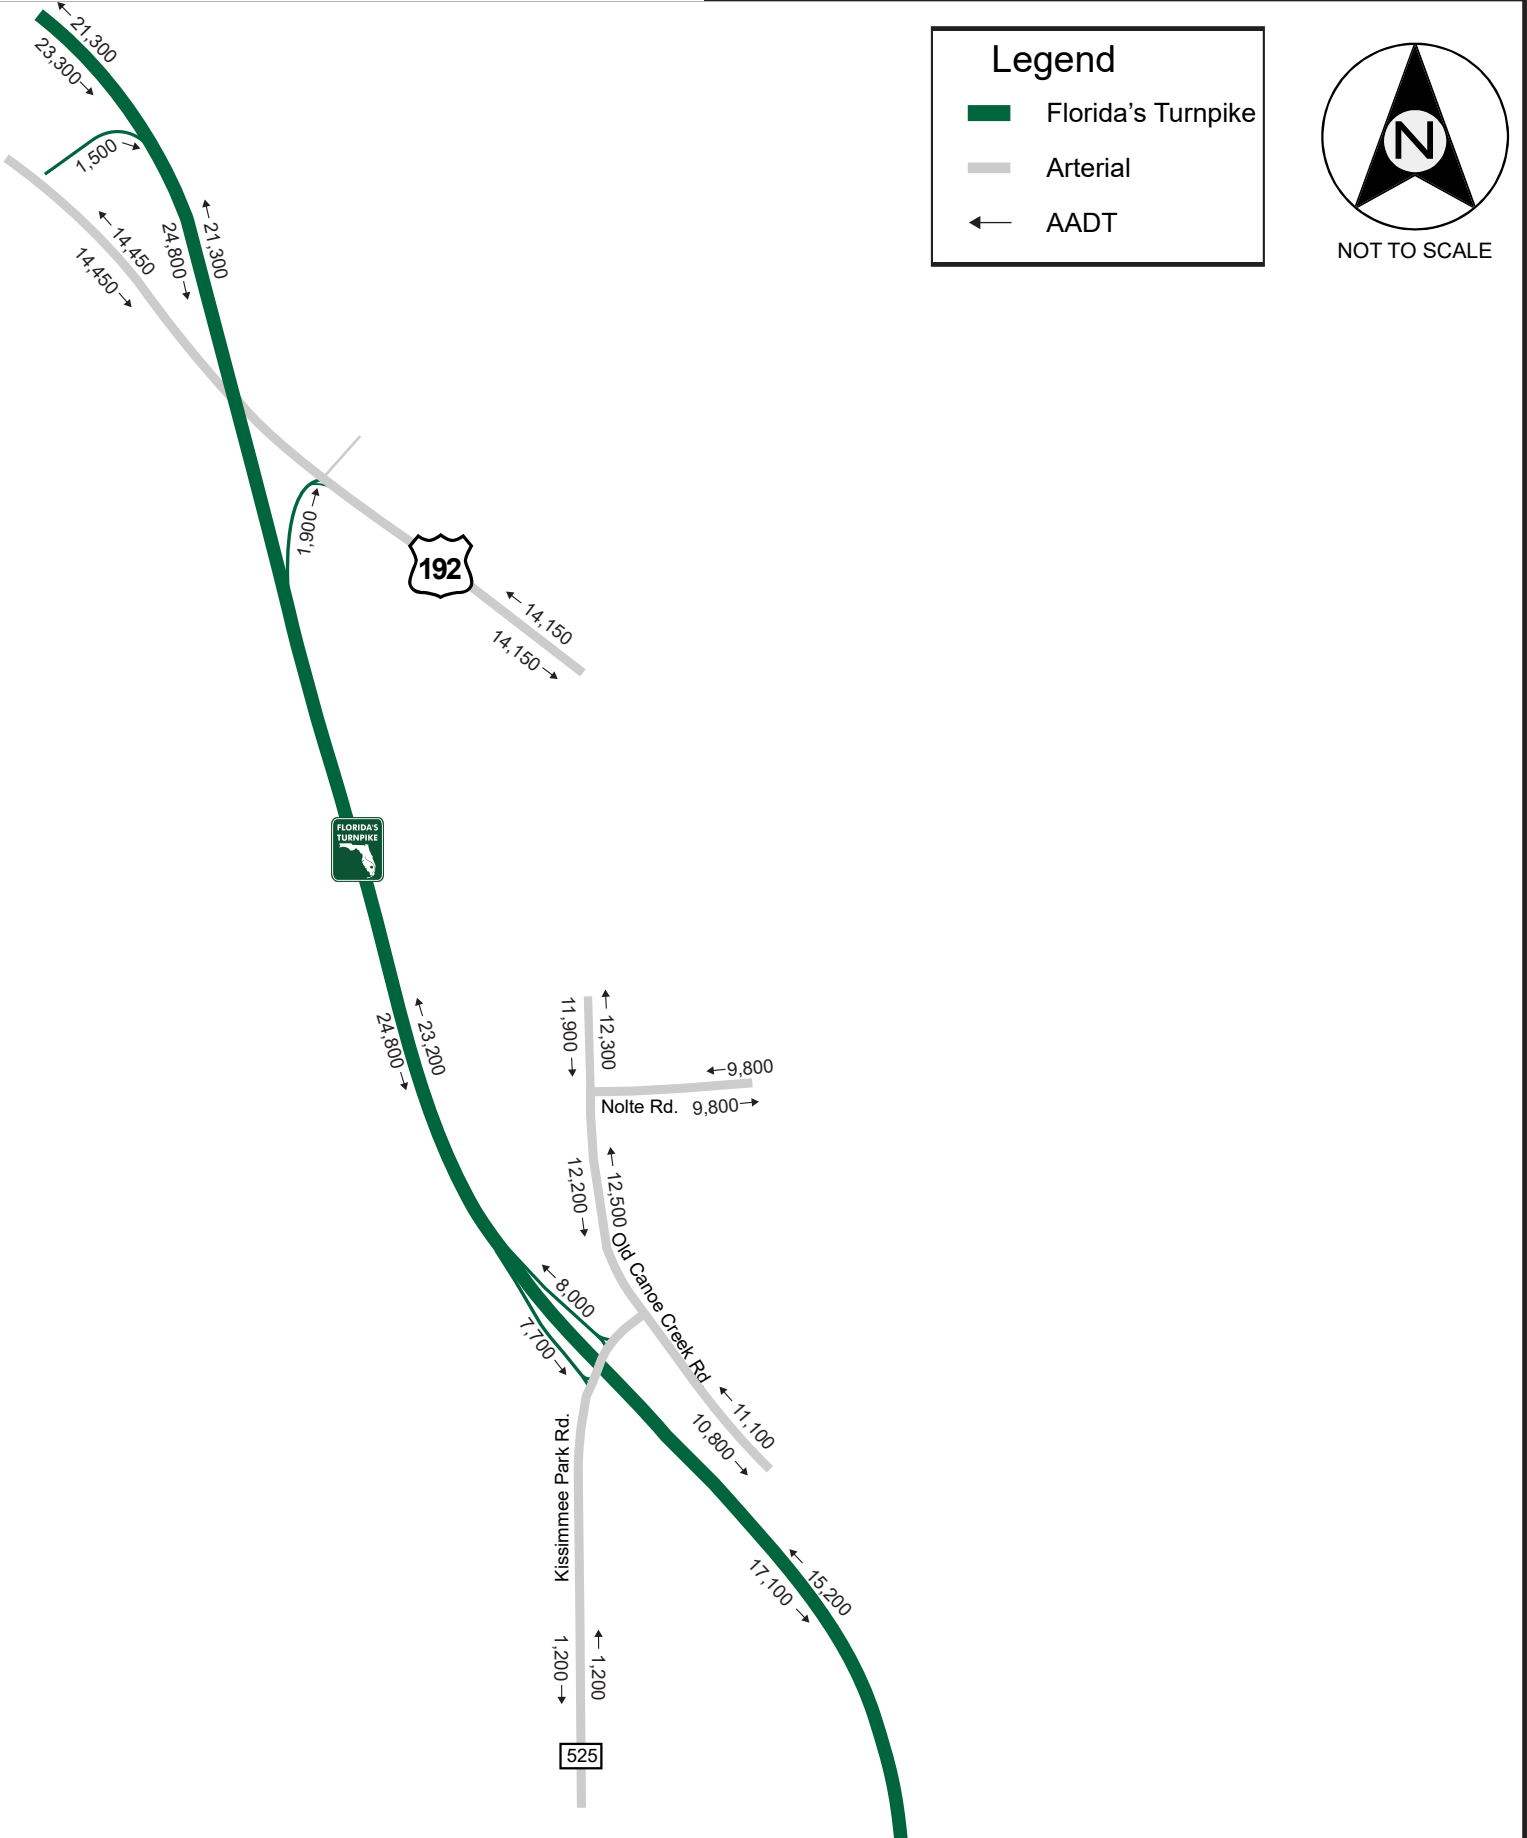 21,300
23,300
Legend
Florida's Turnpike
Arterial
AADT
N
NOT TO SCALE
1,500
14,450
14,450
24,800
21,300
1,900
192
14,150
14,150
FLORIDA'S
TURNPIKE
23,200
24,800
11,900
12,300
9,800
Nolte Rd.
9,800
12,200
12,500
Old Canoe Creek Rd
8,000
7,700
11,100
10,800
Kissimmee Park Rd.
15,200
17,100
1,200
1,200
525